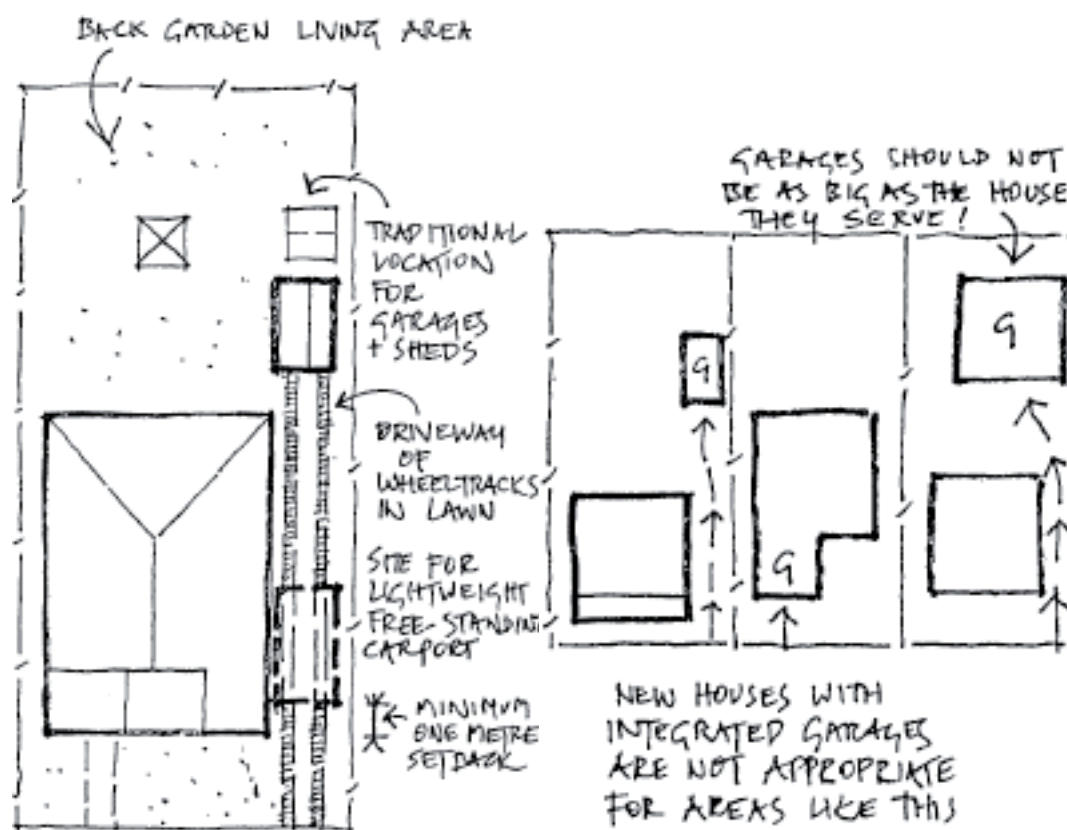 BACK GARDEN LIVING AREA
TRADITIONAL
LOCATION
FOR
GARAGES
+ SHEDS
DRIVEWAY
OF
WHEELTRACKS
IN LAWN
SITE FOR
LIGHTWEIGHT
FREE-STANDING
CARPORT
MINIMUM
ONE METRE
SETBACK
GARAGES SHOULD NOT
BE AS BIG AS THE HOUSE
THEY SERVE!
G
G
G
NEW HOUSES WITH
INTEGRATED GARAGES
ARE NOT APPROPRIATE
FOR AREAS LIKE THIS